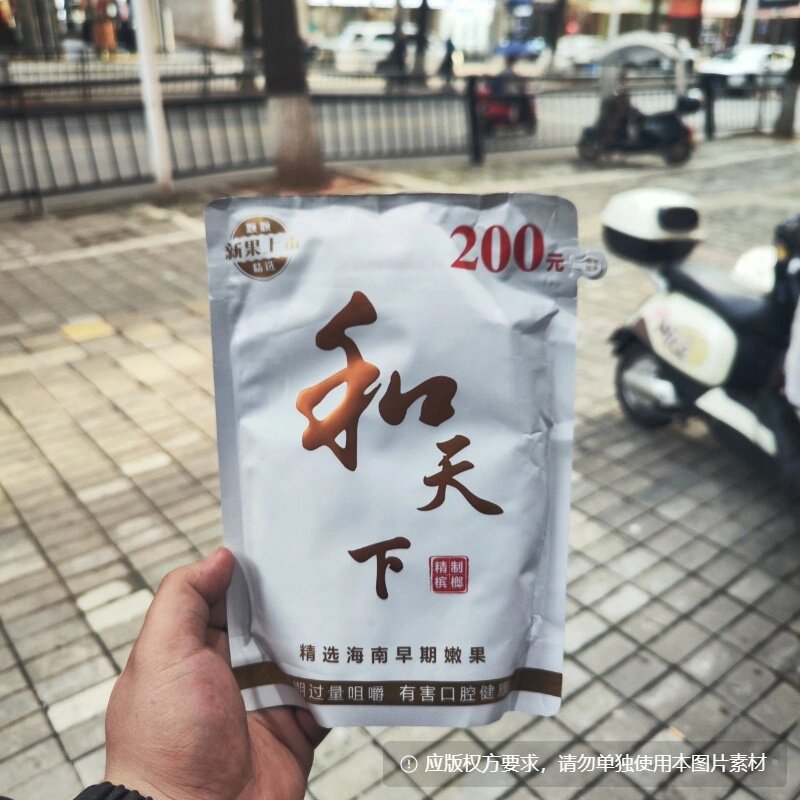 颗颗
新果上市
精选
200元
和
天
下
精制
槟榔
精选海南早期嫩果
期过量咀嚼 有害口腔健康
应版权方要求，请勿单独使用本图片素材